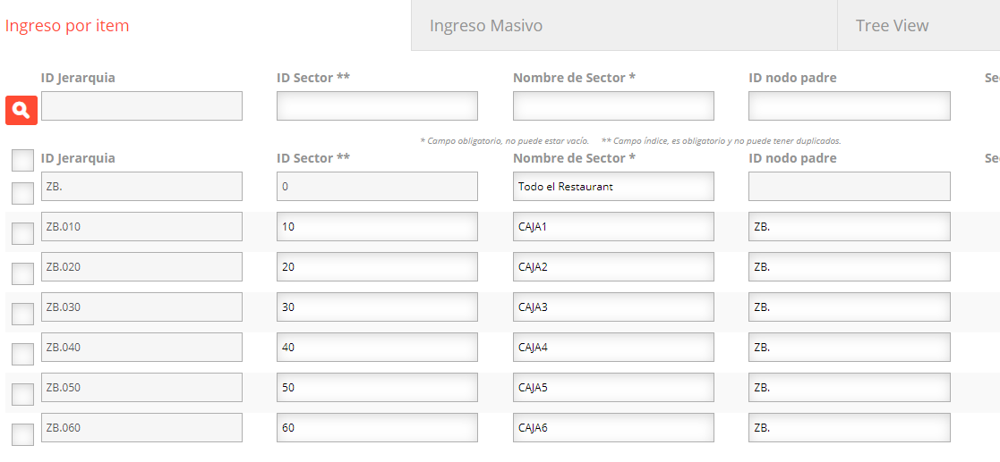 Ingreso por item Ingreso Masivo Tree View
ID Jerarquia ID Sector ** Nombre de Sector * ID nodo padre
* Campo obligatorio, no puede estar vacío. ** Campo índice, es obligatorio y no puede tener duplicados.
ID Jerarquia ID Sector ** Nombre de Sector * ID nodo padre
ZB. 0 Todo el Restaurant
ZB.010 10 CAJA1 ZB.
ZB.020 20 CAJA2 ZB.
ZB.030 30 CAJA3 ZB.
ZB.040 40 CAJA4 ZB.
ZB.050 50 CAJA5 ZB.
ZB.060 60 CAJA6 ZB.